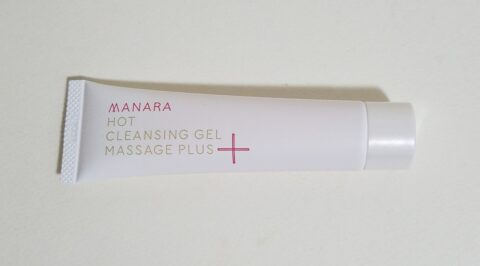 MANARA
HOT
CLEANSING GEL
MASSAGE PLUS+